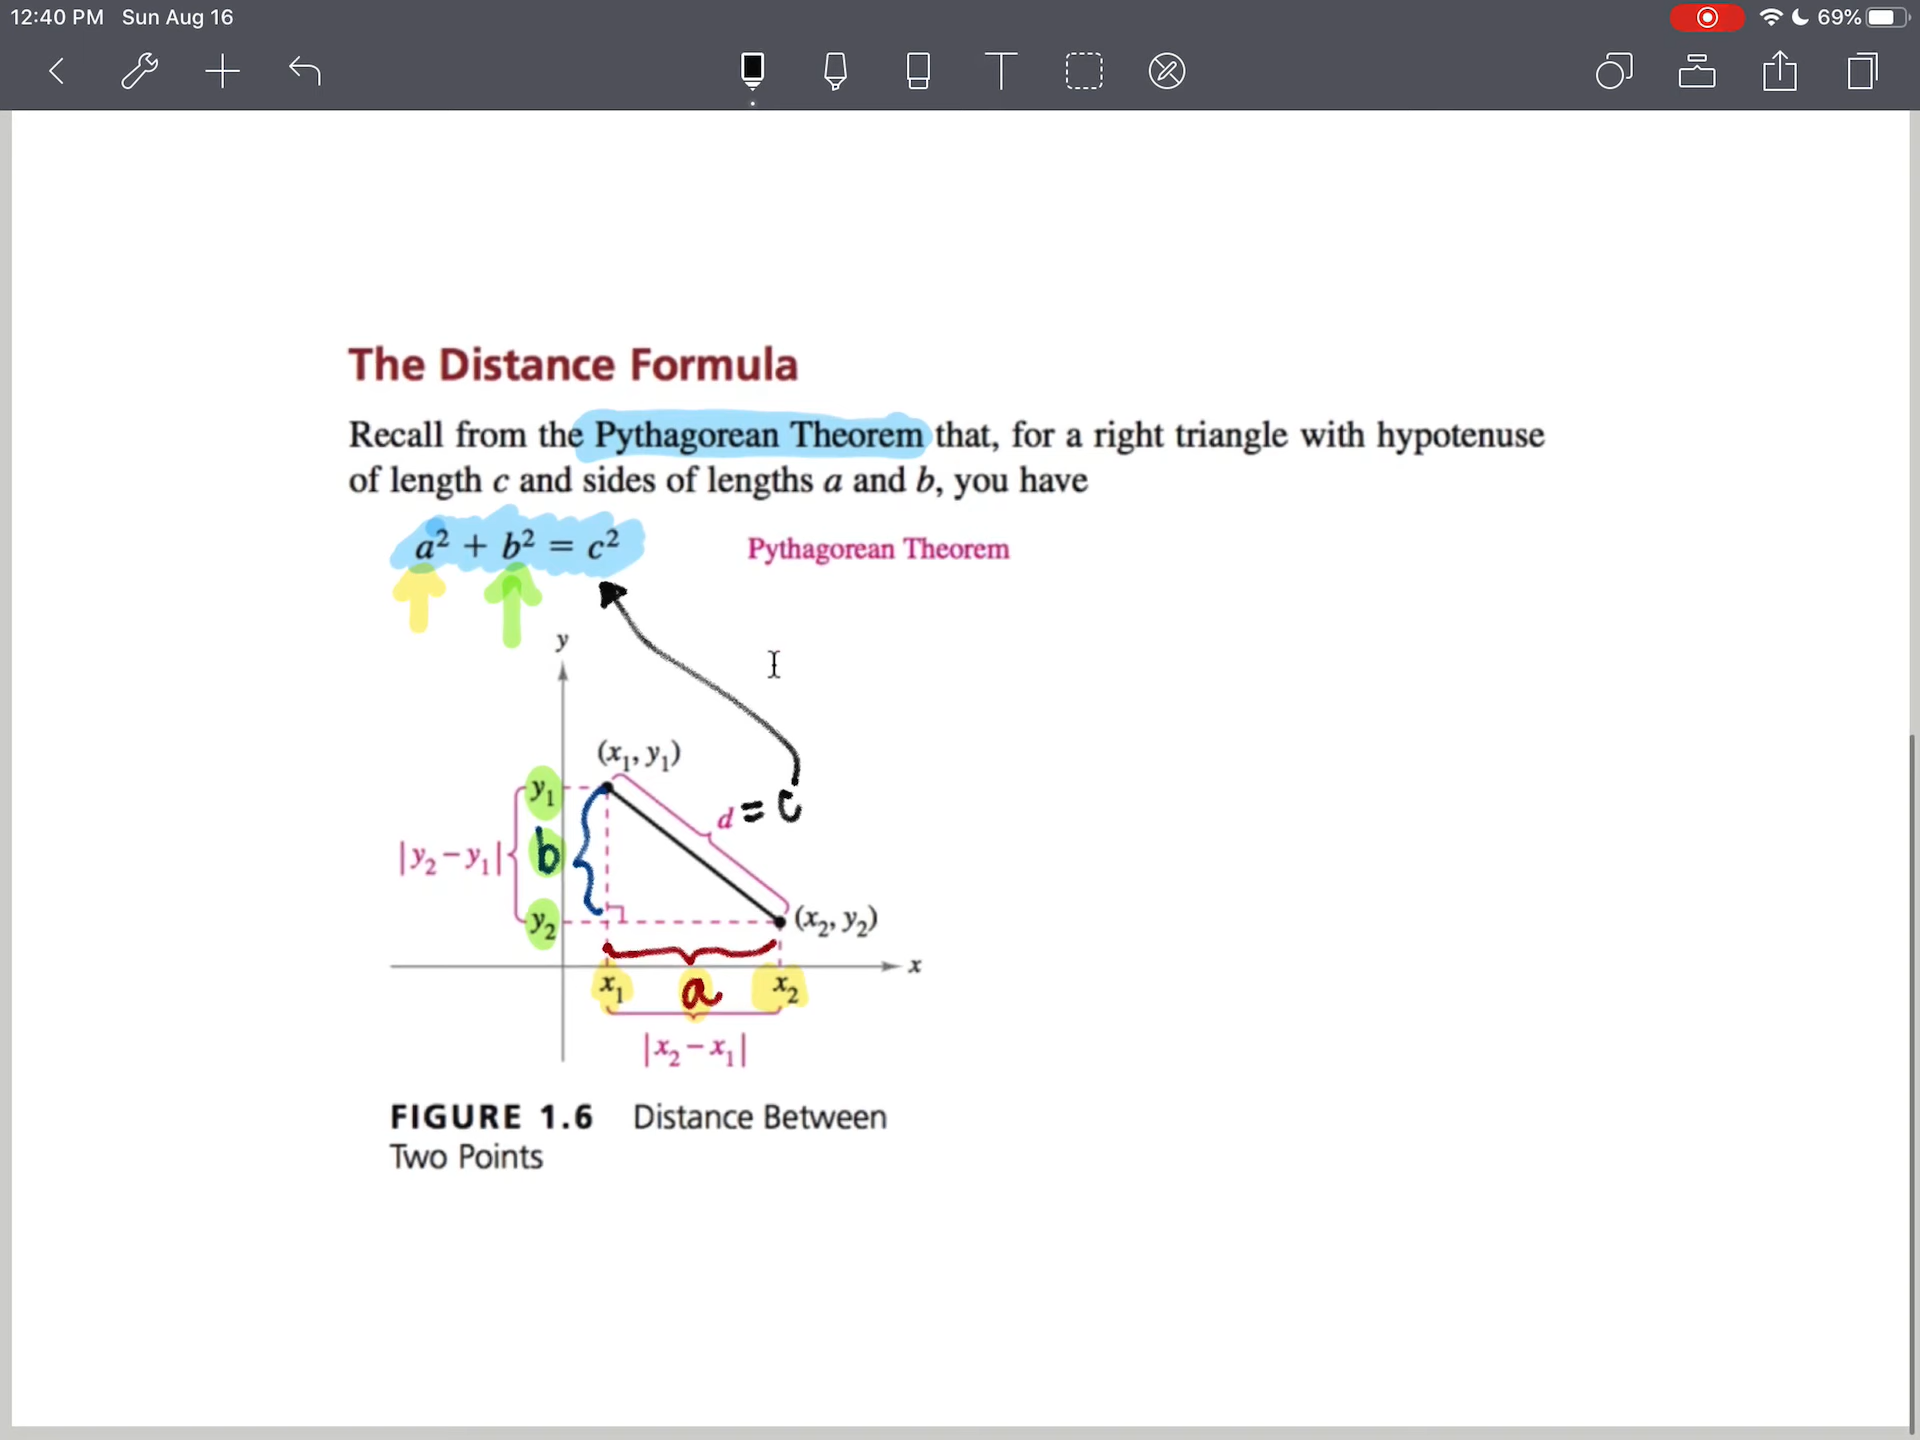 12:40 PM Sun Aug 16
69%
The Distance Formula
Recall from the Pythagorean Theorem that, for a right triangle with hypotenuse
of length c and sides of lengths a and b, you have
a² + b² = c² Pythagorean Theorem
y
(x₁, y₁)
y₁
d = c
|y₂ − y₁| b
y₂
(x₂, y₂)
x
x₁ a x₂
|x₂ − x₁|
FIGURE 1.6 Distance Between
Two Points